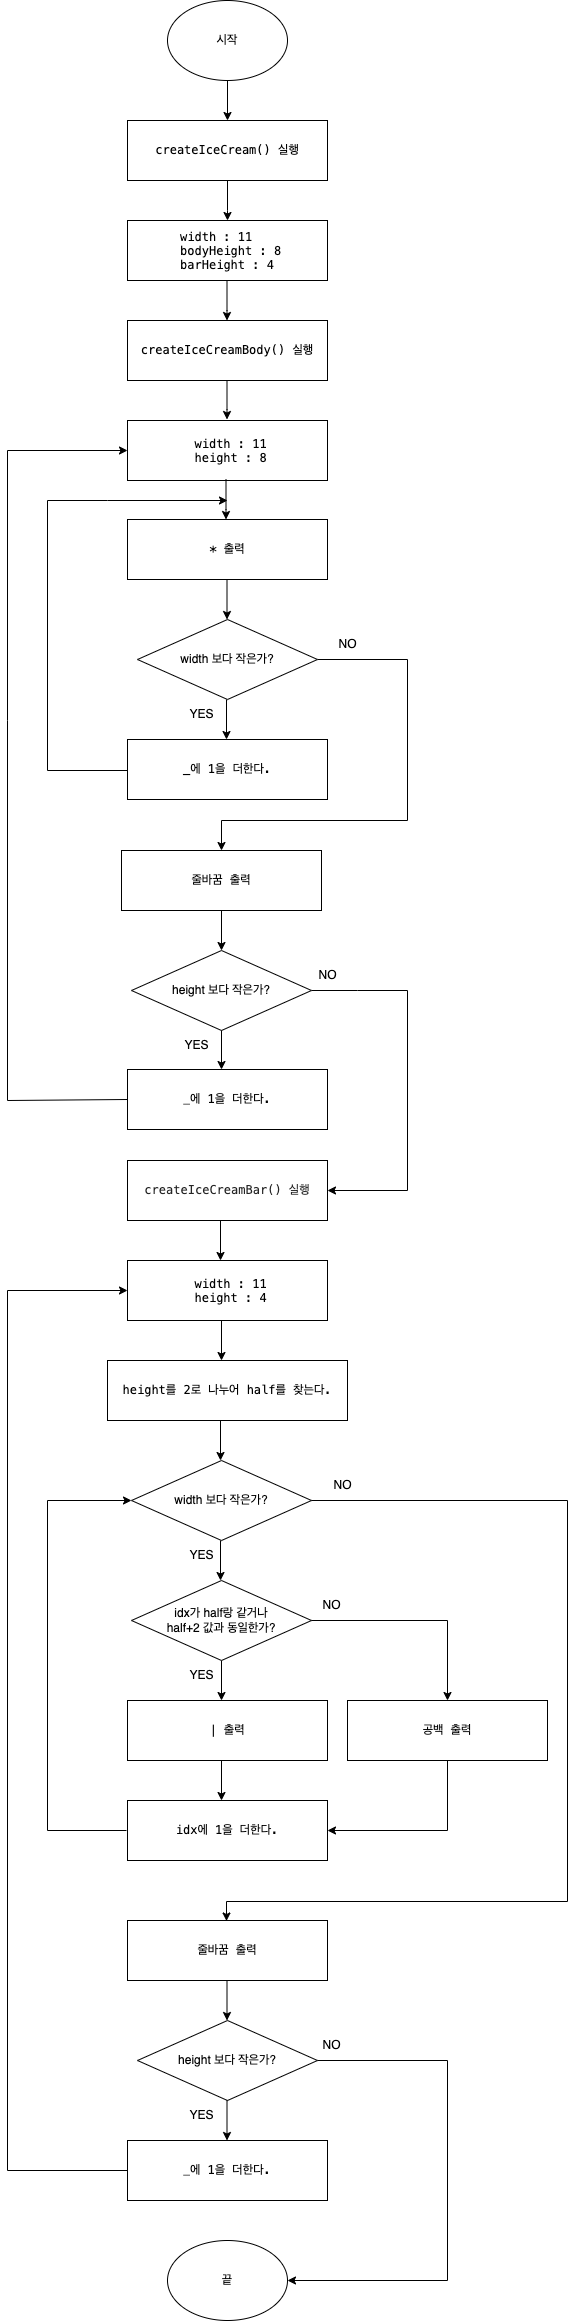 시작
createIceCream() 실행
width : 11
bodyHeight : 8
barHeight : 4
createIceCreamBody() 실행
width : 11
height : 8
* 출력
width 보다 작은가?
NO
YES
_에 1을 더한다.
줄바꿈 출력
height 보다 작은가?
NO
YES
_에 1을 더한다.
createIceCreamBar() 실행
width : 11
height : 4
height를 2로 나누어 half를 찾는다.
width 보다 작은가?
NO
YES
idx가 half랑 같거나
half+2 값과 동일한가?
NO
YES
| 출력
공백 출력
idx에 1을 더한다.
줄바꿈 출력
height 보다 작은가?
NO
YES
_에 1을 더한다.
끝